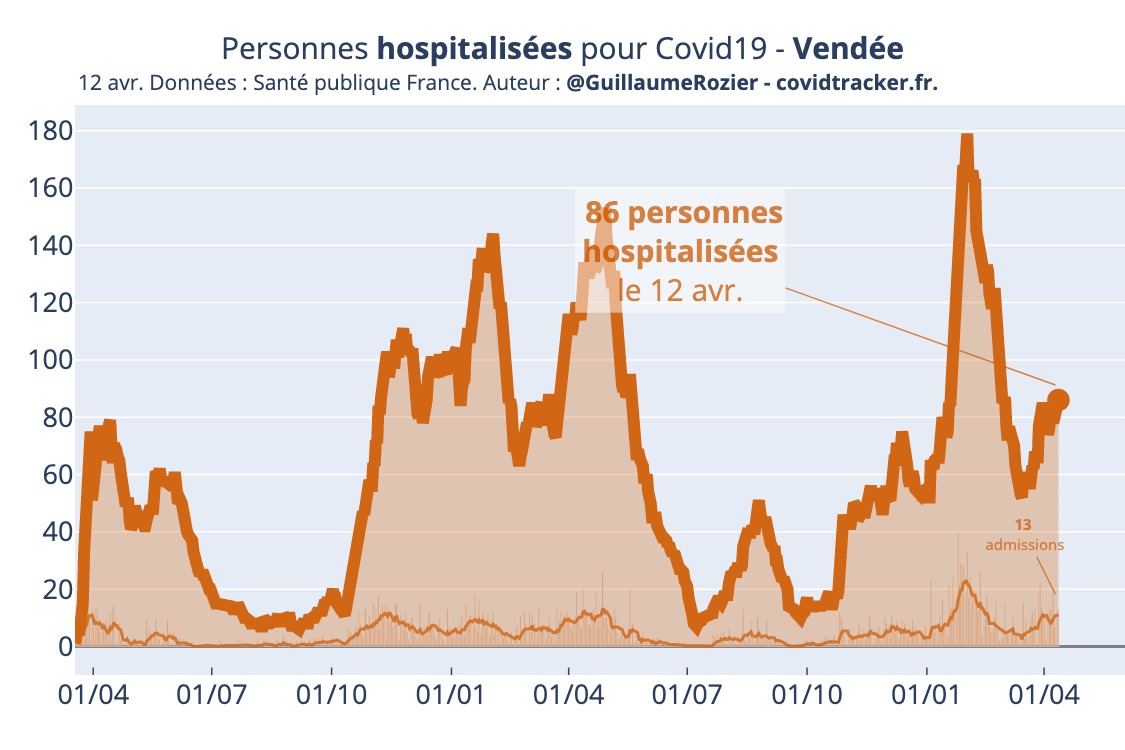 Personnes hospitalisées pour Covid19 - Vendée
12 avr. Données : Santé publique France. Auteur : @GuillaumeRozier - covidtracker.fr.
180
160
140
120
100
80
60
40
20
0
86 personnes
hospitalisées
le 12 avr.
13
admissions
01/04 01/07 01/10 01/01 01/04 01/07 01/10 01/01 01/04